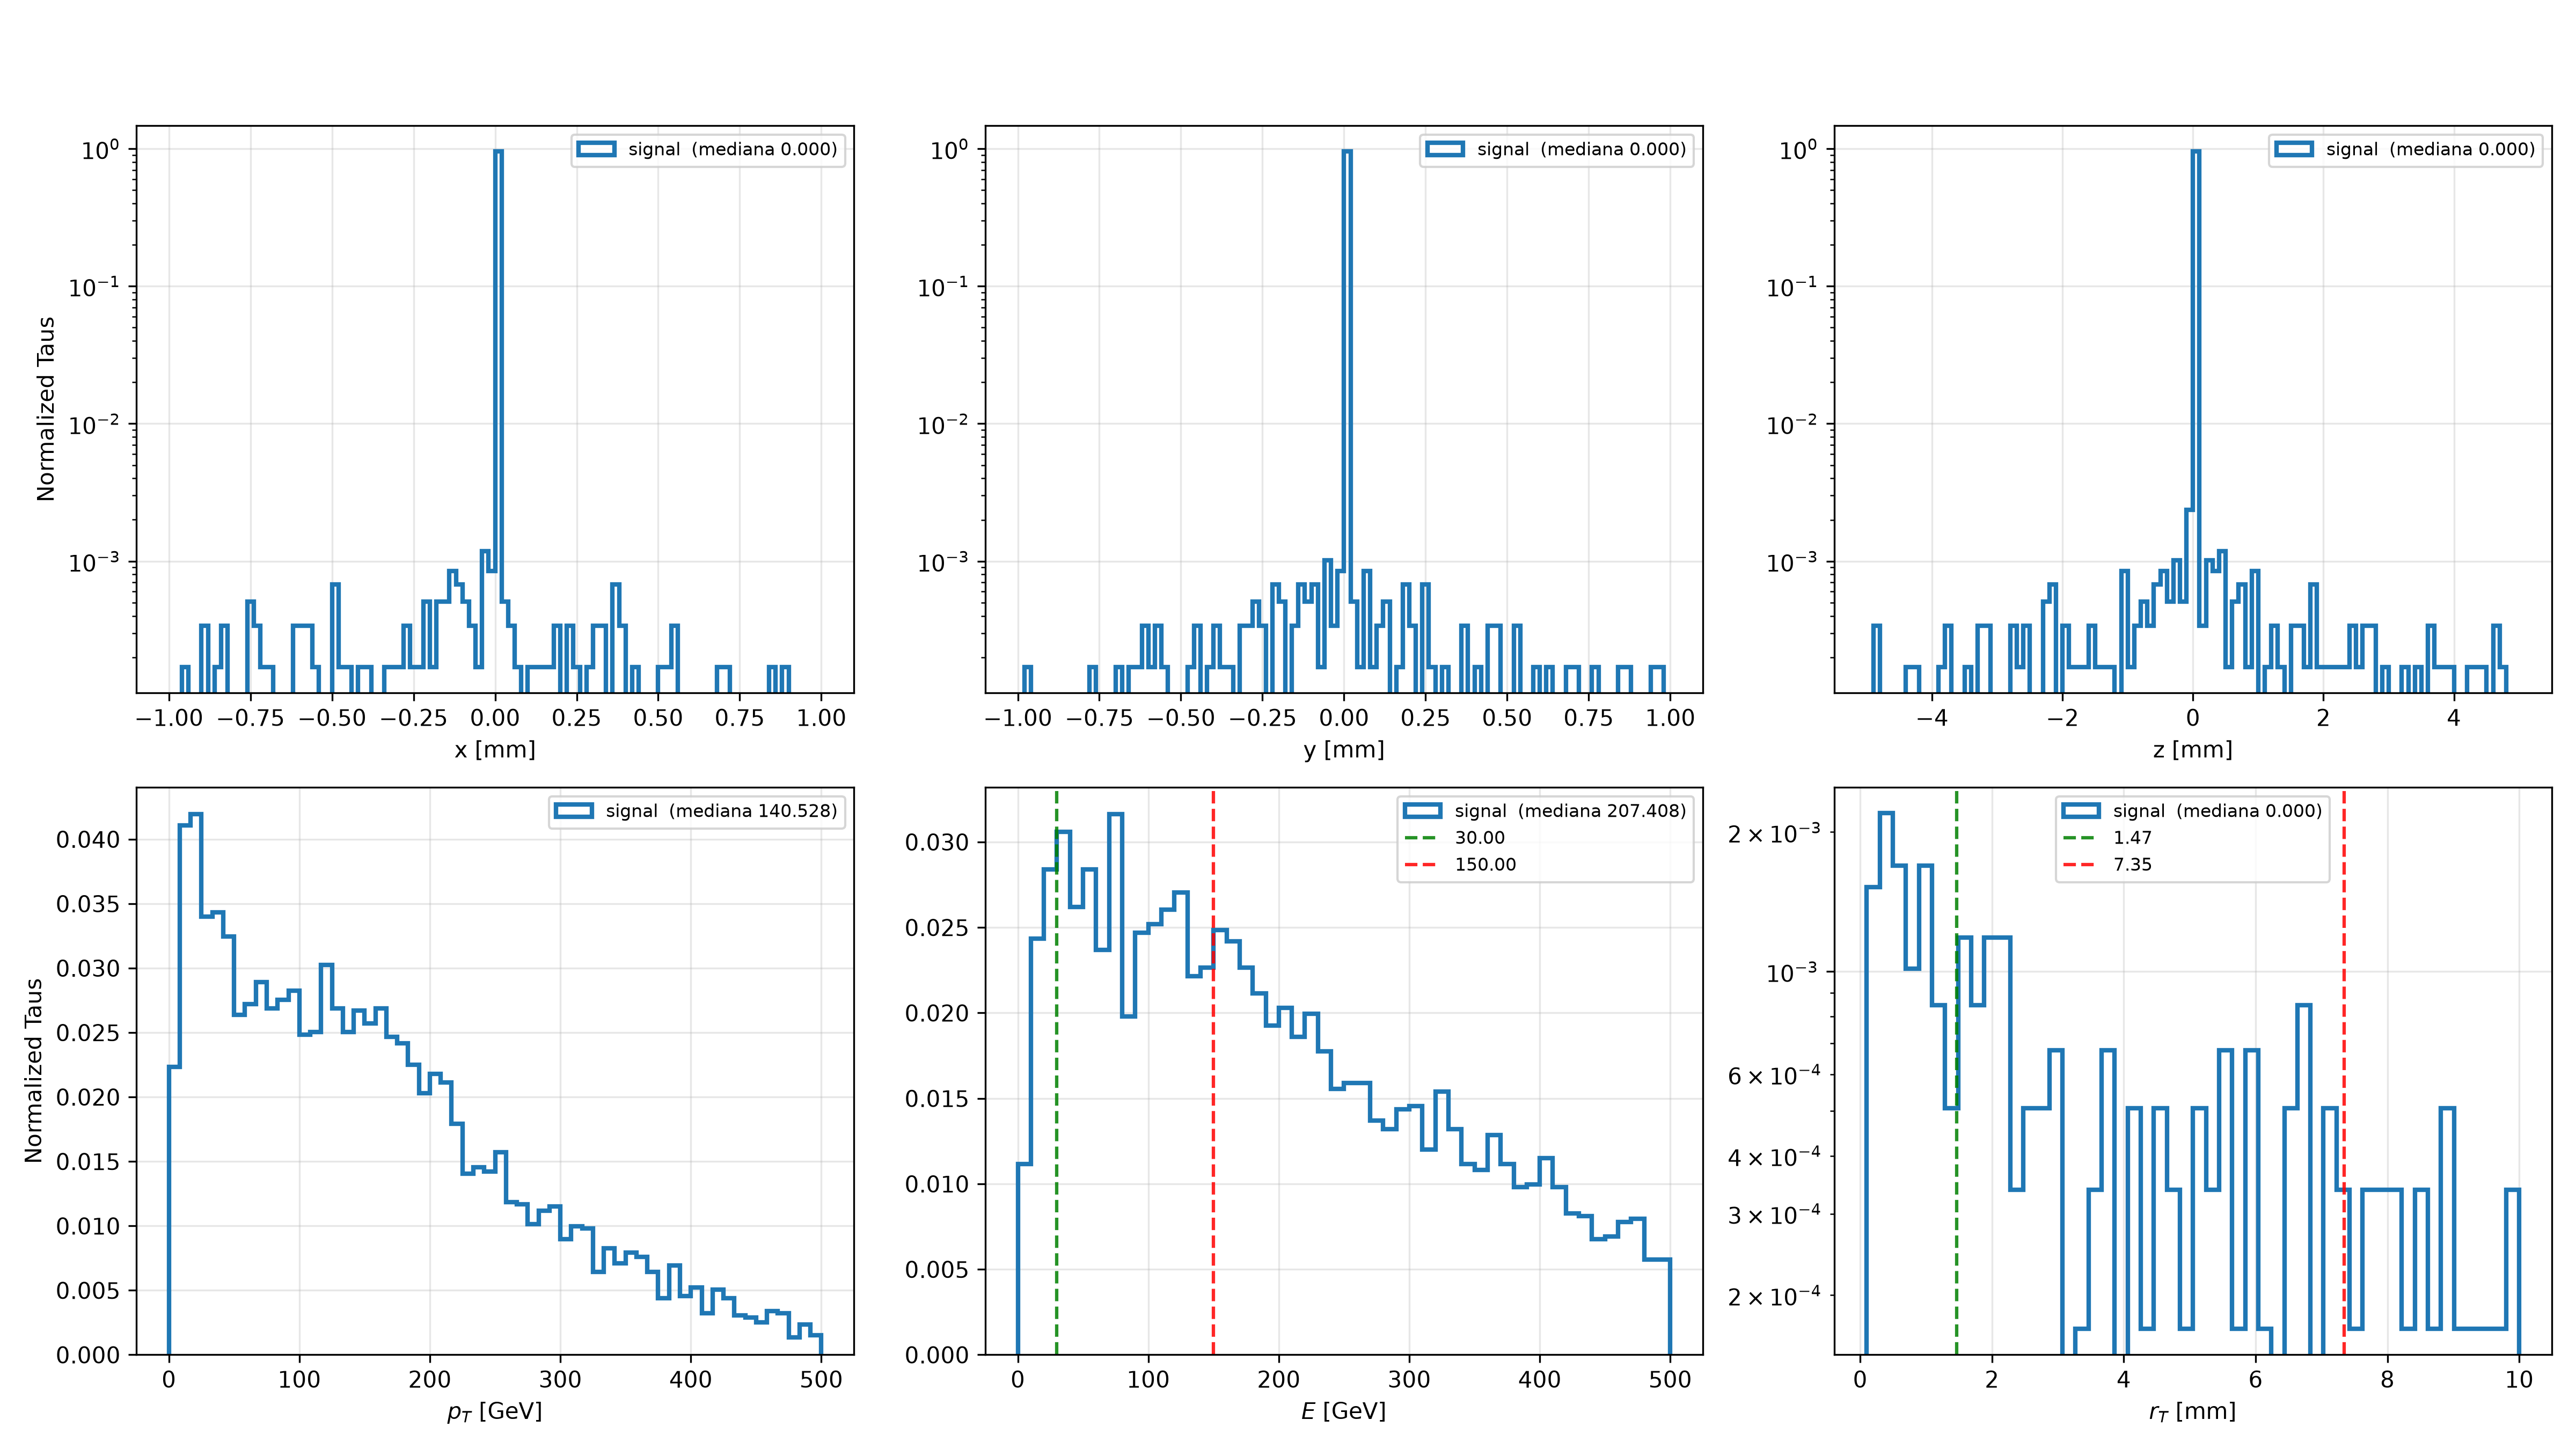 Normalized Taus
10⁰
10⁻¹
10⁻²
10⁻³
signal (mediana 0.000)
−1.00 −0.75 −0.50 −0.25 0.00 0.25 0.50 0.75 1.00
x [mm]
10⁰
10⁻¹
10⁻²
10⁻³
signal (mediana 0.000)
−1.00 −0.75 −0.50 −0.25 0.00 0.25 0.50 0.75 1.00
y [mm]
10⁰
10⁻¹
10⁻²
10⁻³
signal (mediana 0.000)
−4 −2 0 2 4
z [mm]
Normalized Taus
0.040
0.035
0.030
0.025
0.020
0.015
0.010
0.005
0.000
signal (mediana 140.528)
0 100 200 300 400 500
p_T [GeV]
0.030
0.025
0.020
0.015
0.010
0.005
0.000
signal (mediana 207.408)
30.00
150.00
0 100 200 300 400 500
E [GeV]
2 × 10⁻³
10⁻³
6 × 10⁻⁴
4 × 10⁻⁴
3 × 10⁻⁴
2 × 10⁻⁴
signal (mediana 0.000)
1.47
7.35
0 2 4 6 8 10
r_T [mm]